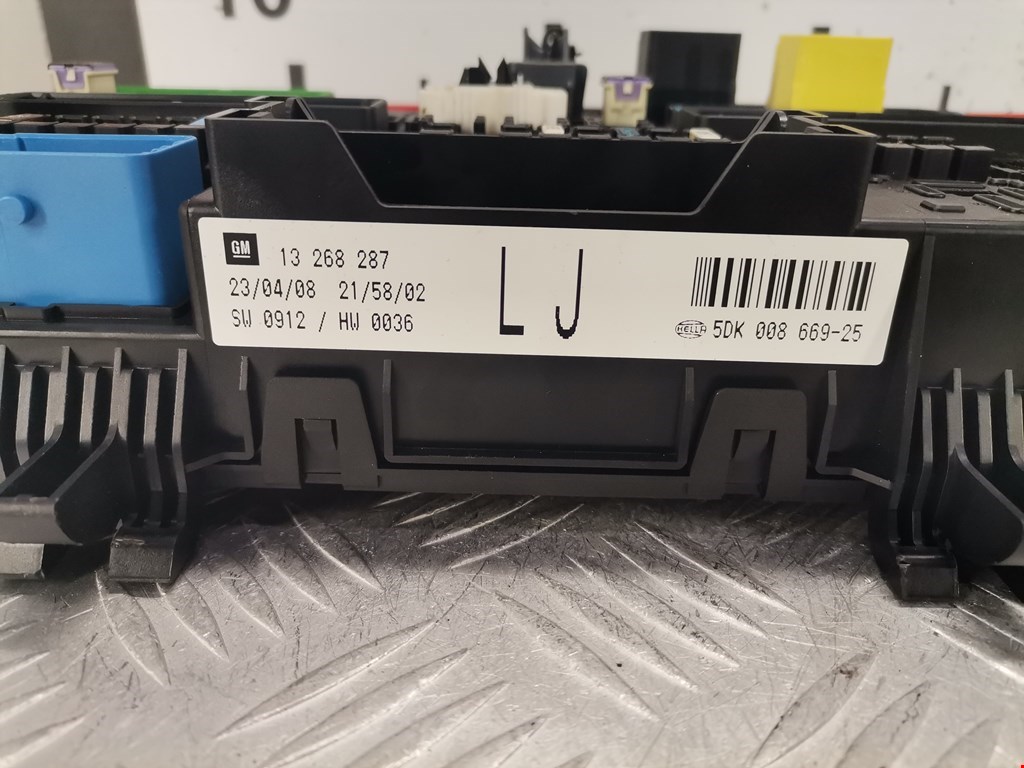 10
GM 13 268 287
23/04/08 21/58/02
SW 0912 / HW 0036
LJ
HELLA 5DK 008 669-25